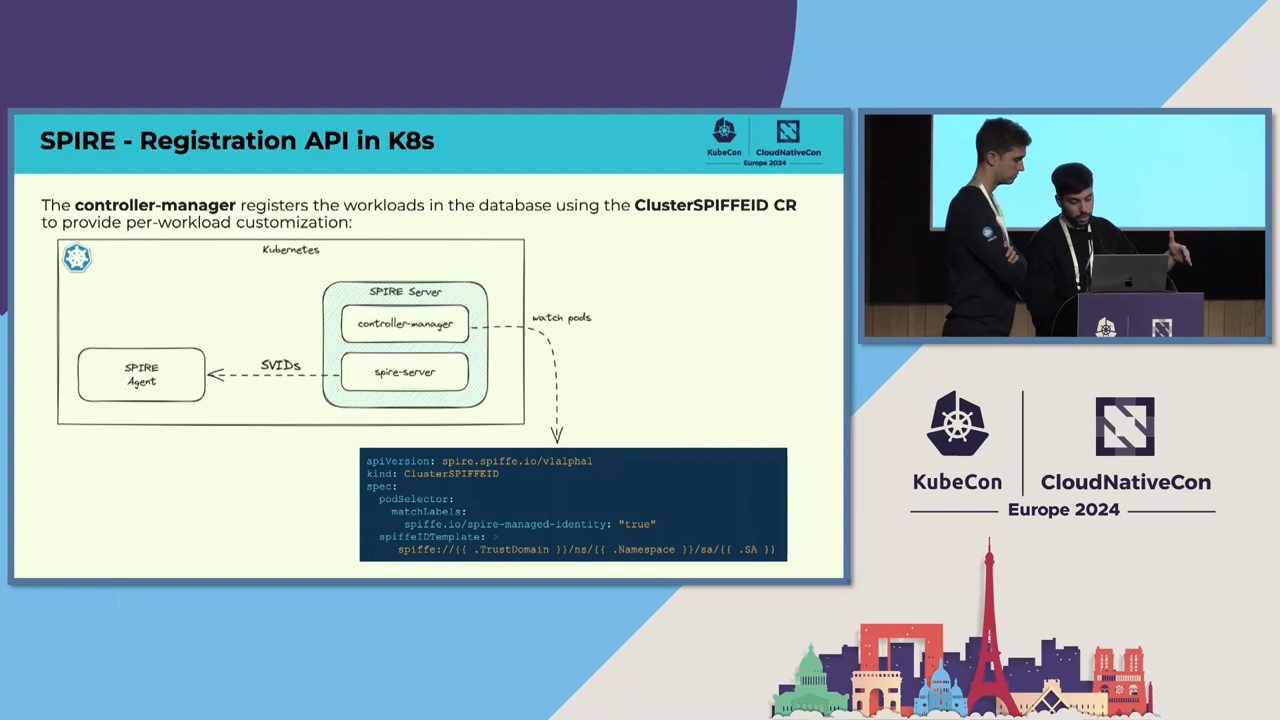 SPIRE - Registration API in K8s
KubeCon
CloudNativeCon
Europe 2024
The controller-manager registers the workloads in the database using the ClusterSPIFFEID CR
to provide per-workload customization:
Kubernetes
SPIRE Server
controller-manager
watch pods
SPIRE
Agent
SVIDs
spire-server
apiVersion: spire.spiffe.io/v1alpha1
kind: ClusterSPIFFEID
spec:
podSelector:
matchLabels:
spiffe.io/spire-managed-identity: "true"
spiffeIDTemplate: >
spiffe://{{ .TrustDomain }}/ns/{{ .Namespace }}/sa/{{ .SA }}
KubeCon
CloudNativeCon
Europe 2024